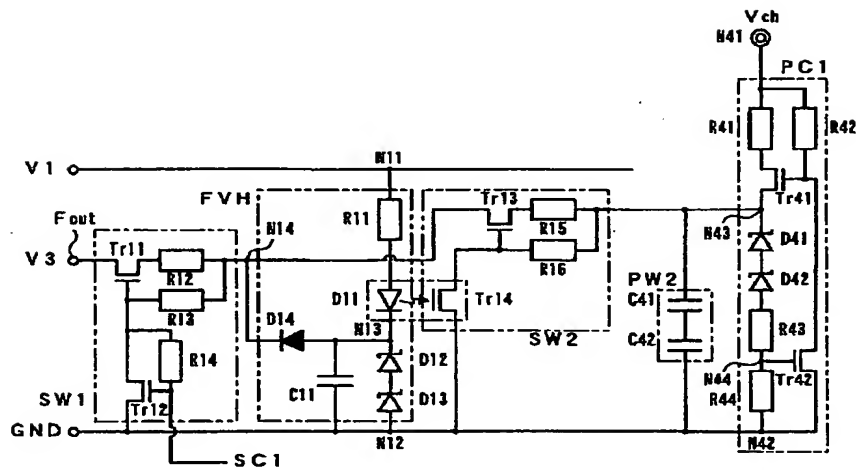 Vch
N41
PC1
R41
R42
V1
N11
Tr13
Tr41
Fout
FVH
N14
R11
R15
N43
D41
Tr11
V3
R12
R16
PW2
D42
R13
D11
Tr14
C41
D14
N13
SW2
R43
R14
D12
C42
C11
N44
Tr42
SW1
Tr12
D13
R44
GND
N12
N42
SC1